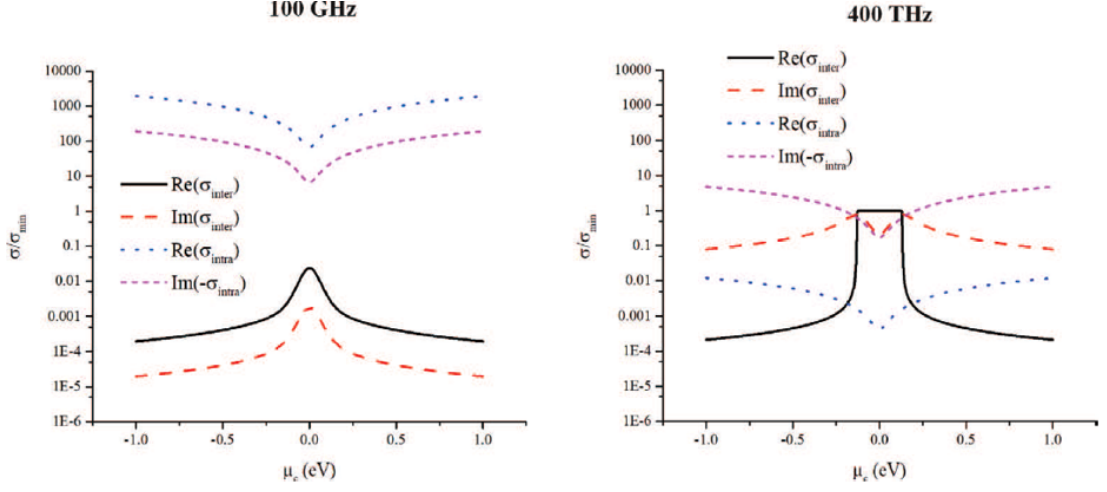 100 GHz
10000
1000
100
10
1
0.1
0.01
0.001
1E-4
1E-5
1E-6
σ/σmin
Re(σinter)
Im(σinter)
Re(σintra)
Im(-σintra)
-1.0 -0.5 0.0 0.5 1.0
μc (eV)
400 THz
Re(σinter)
Im(σinter)
Re(σintra)
Im(-σintra)
10000
1000
100
10
1
0.1
0.01
0.001
1E-4
1E-5
1E-6
σ/σmin
-1.0 -0.5 0.0 0.5 1.0
μc (eV)